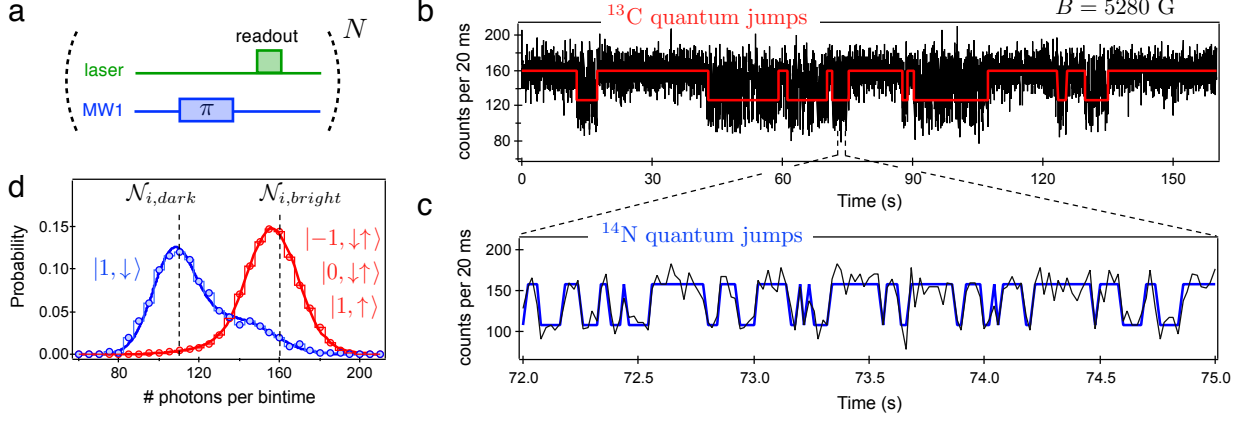 a
readout
N
laser
MW1
π
b
¹³C quantum jumps
B = 5280 G
counts per 20 ms
200
160
120
80
0
30
60
90
120
150
Time (s)
c
¹⁴N quantum jumps
counts per 20 ms
200
150
100
72.0
72.5
73.0
73.5
74.0
74.5
75.0
Time (s)
d
𝒩i,dark
𝒩i,bright
Probability
0.15
0.10
0.05
0.00
|1, ↓⟩
|−1, ↓↑⟩
|0, ↓↑⟩
|1, ↑⟩
80
120
160
200
# photons per bintime